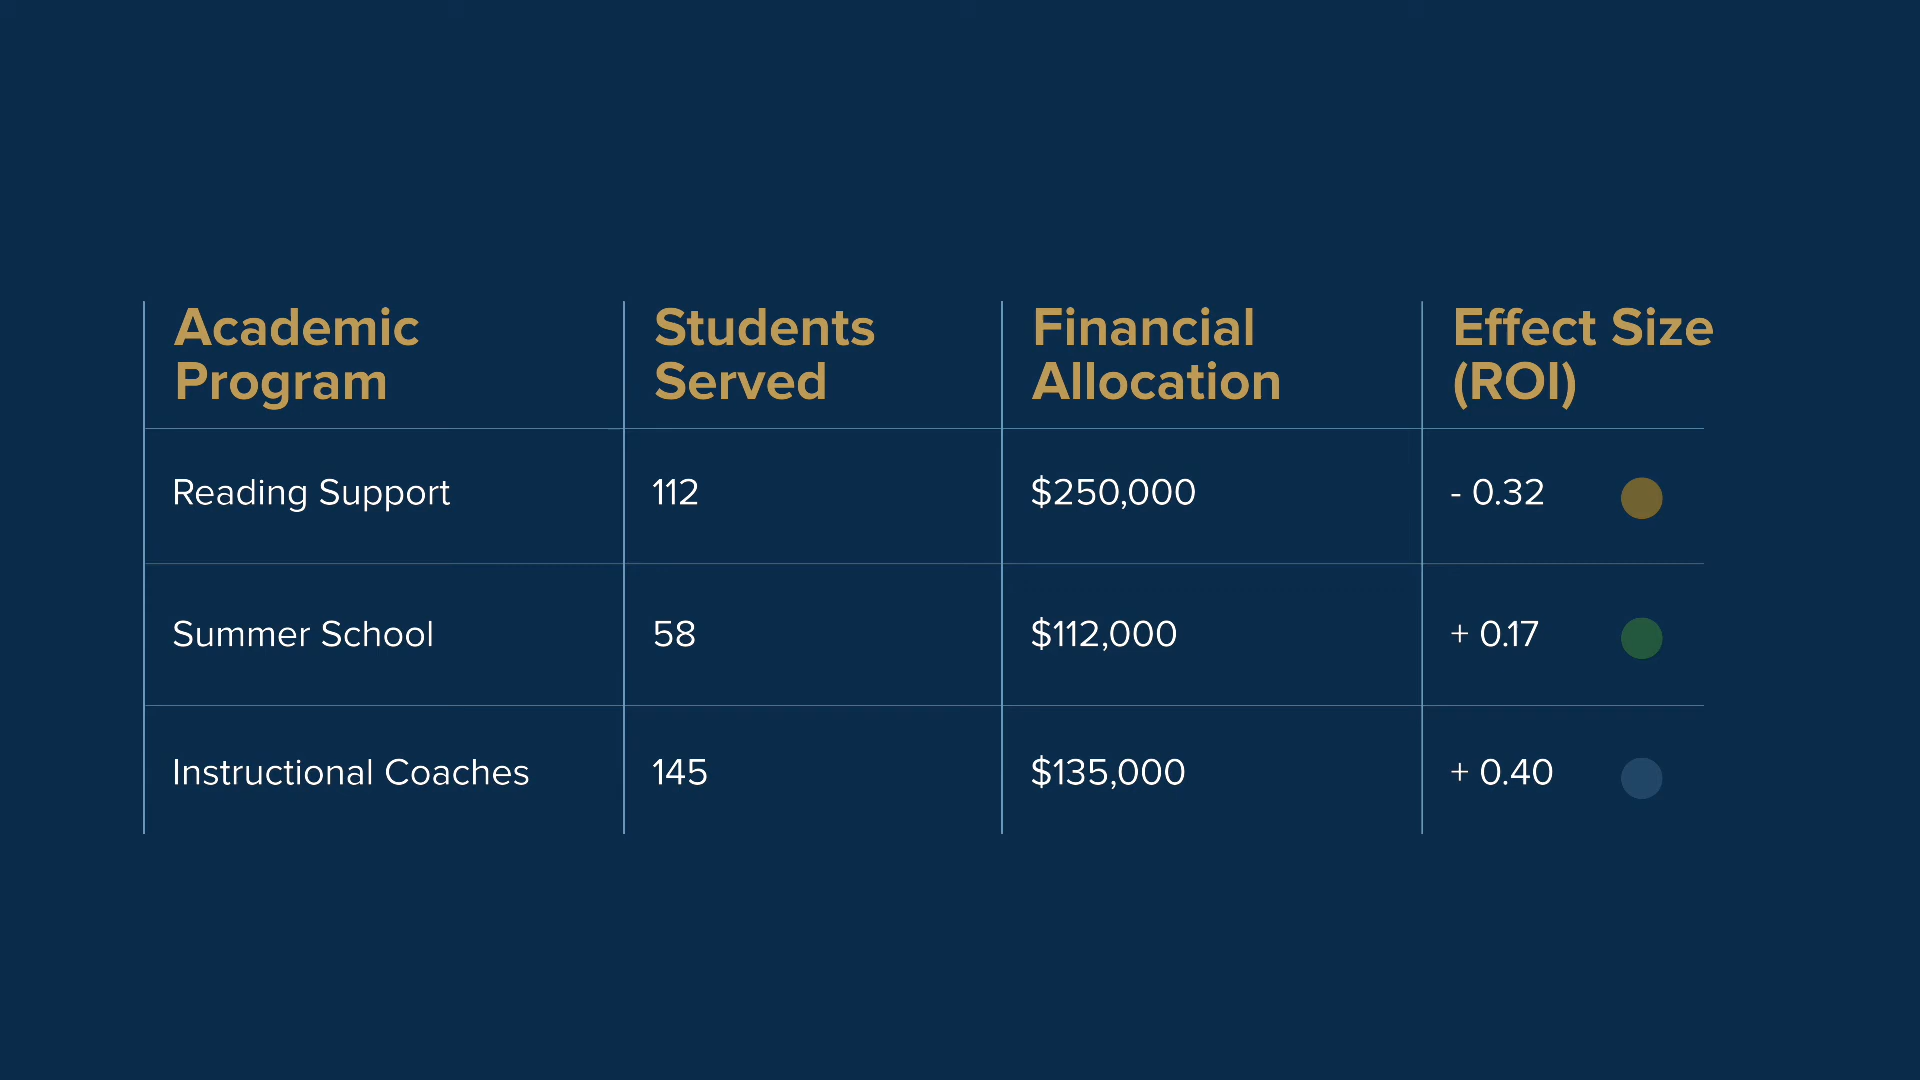 Academic
Program
Students
Served
Financial
Allocation
Effect Size
(ROI)
Reading Support
112
$250,000
- 0.32
Summer School
58
$112,000
+ 0.17
Instructional Coaches
145
$135,000
+ 0.40